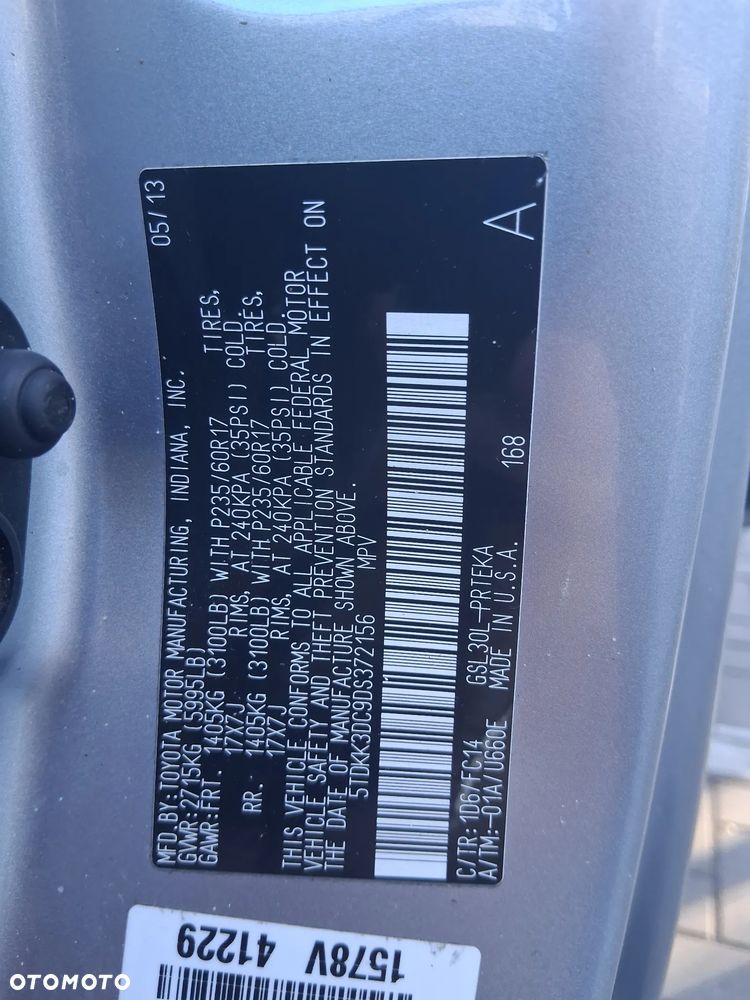 MFD.BY:TOYOTA MOTOR MANUFACTURING, INDIANA, INC. 05/13
GVWR:2715KG (5995LB)
GAWR:FRT. 1405KG (3100LB) WITH P235/60R17 TIRES,
17X7J RIMS, AT 240KPA (35PSI) COLD.
RR. 1405KG (3100LB) WITH P235/60R17 TIRES,
17X7J RIMS, AT 240KPA (35PSI) COLD.
THIS VEHICLE CONFORMS TO ALL APPLICABLE FEDERAL MOTOR
VEHICLE SAFETY AND THEFT PREVENTION STANDARDS IN EFFECT ON
THE DATE OF MANUFACTURE SHOWN ABOVE.
5TDKK3DC9DS372156 MPV
C/TR:1D6/FC14 GSL30L-PRTEKA
A/TM:-01A/U660E MADE IN U.S.A. 168
A
1578V 41229
OTOMOTO